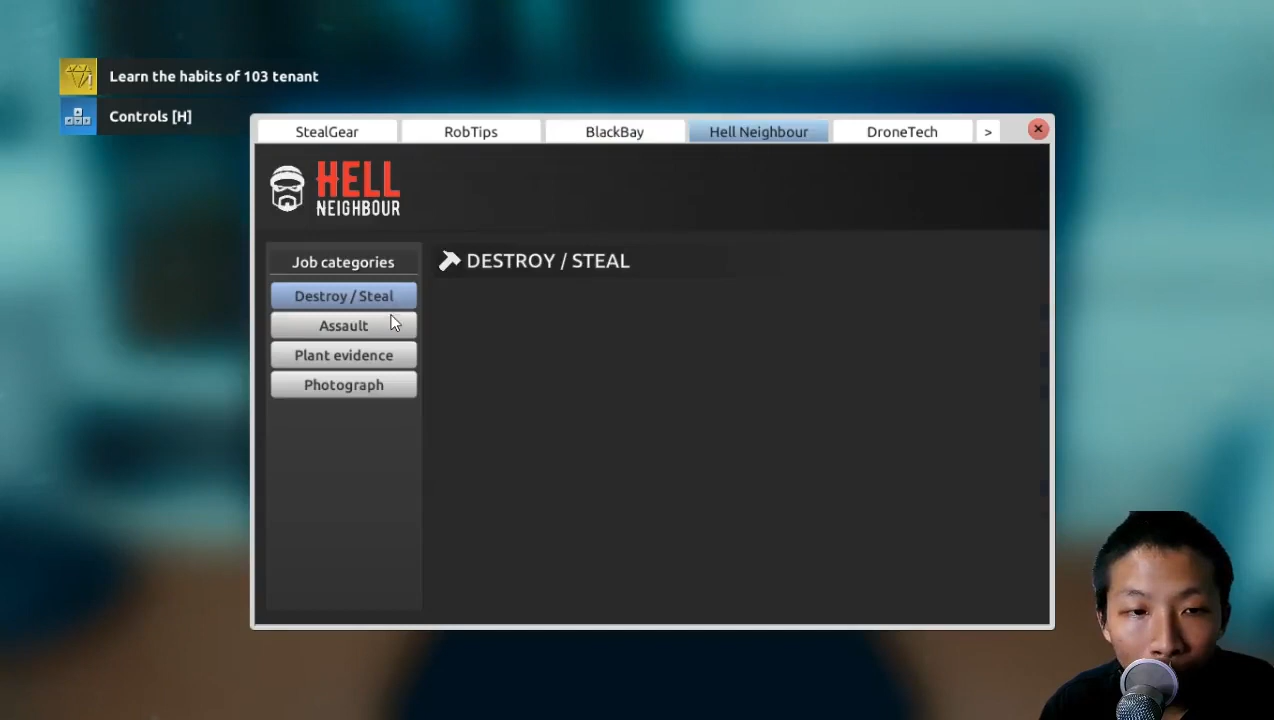 Learn the habits of 103 tenant
Controls [H]
StealGear
RobTips
BlackBay
Hell Neighbour
DroneTech
>
HELL
NEIGHBOUR
Job categories
DESTROY / STEAL
Destroy / Steal
Assault
Plant evidence
Photograph